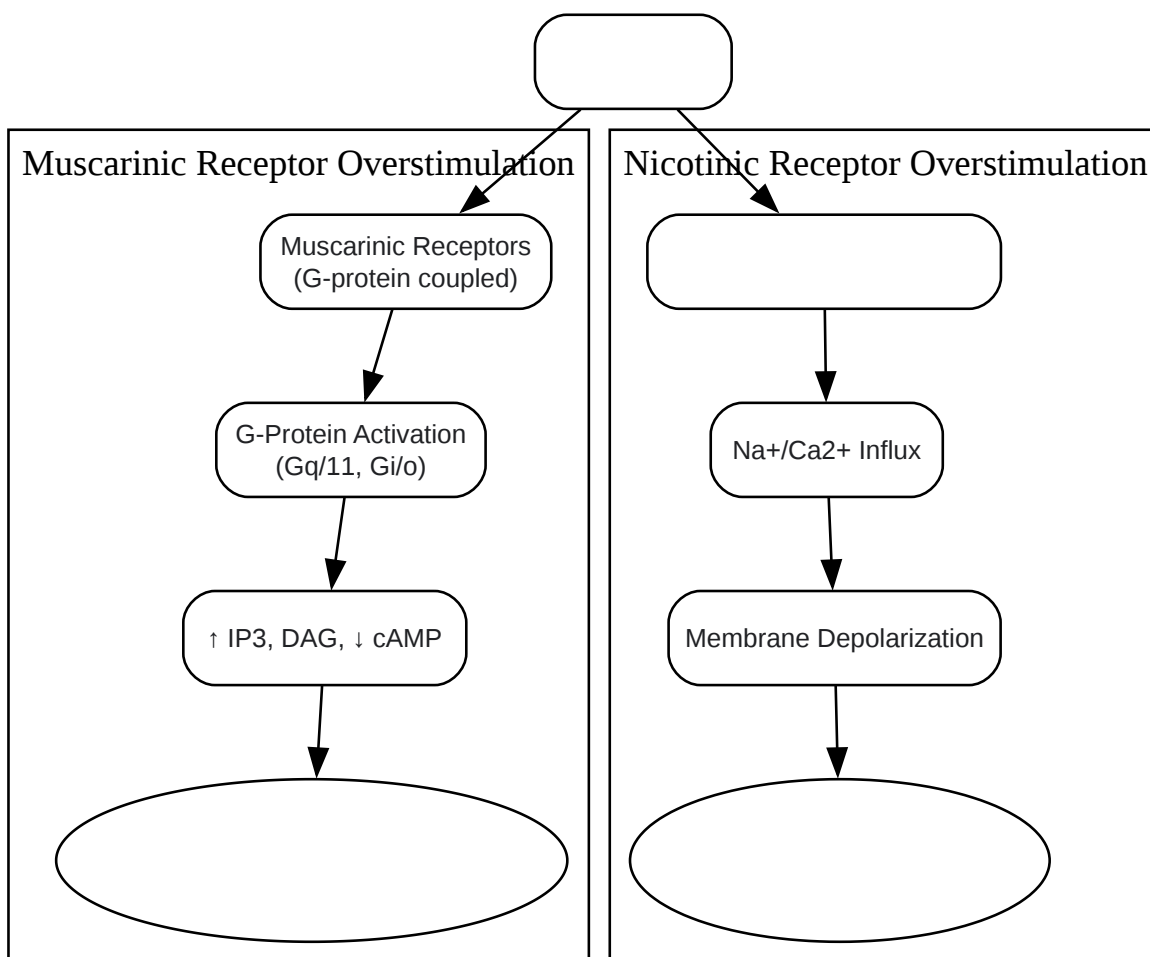 Muscarinic Receptor Overstimulation
Nicotinic Receptor Overstimulation
Muscarinic Receptors
(G-protein coupled)
G-Protein Activation
(Gq/11, Gi/o)
Na+/Ca2+ Influx
↑ IP3, DAG, ↓ cAMP
Membrane Depolarization